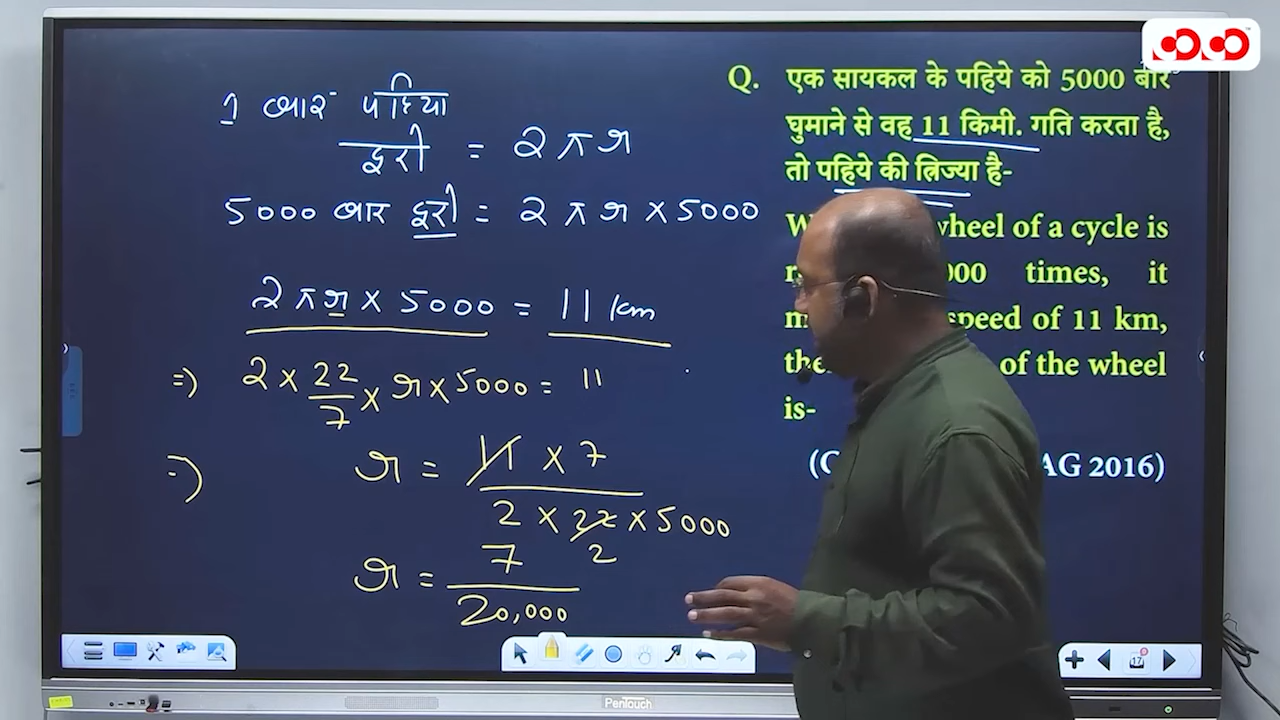 1 बार पहिया
दूरी = 2πr
5000 बार दूरी = 2πr × 5000
2πr × 5000 = 11 km
⇒) 2 × 22/7 × r × 5000 = 11
⇒) r = 11 × 7
2 × 22 × 5000
2
r = 7
20,000
Q. एक सायकल के पहिये को 5000 बार
घुमाने से वह 11 किमी. गति करता है,
तो पहिये की त्रिज्या है-
wheel of a cycle is
times, it
speed of 11 km,
of the wheel
is-
AG 2016)
17
Pentouch